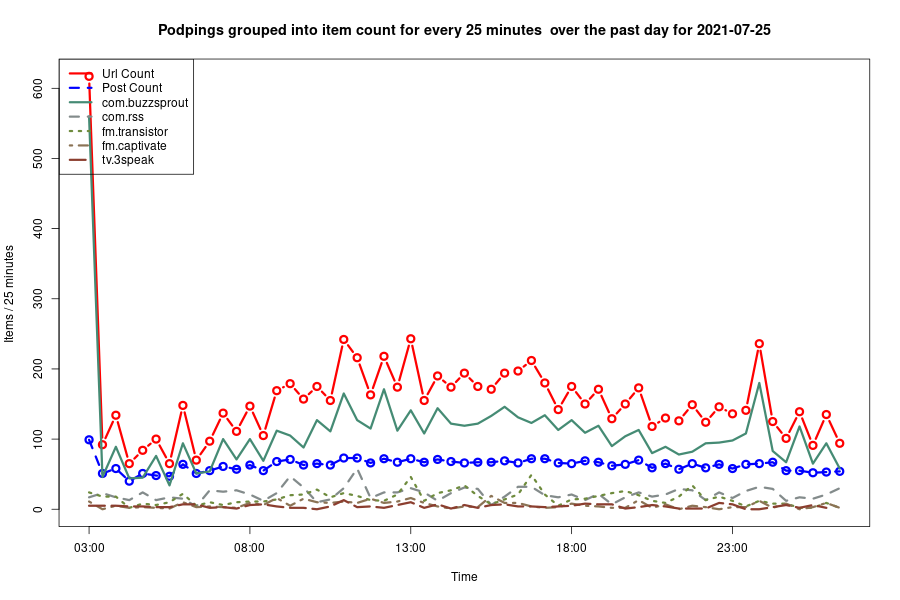 Podpings grouped into item count for every 25 minutes  over the past day for 2021-07-25
Url Count
Post Count
com.buzzsprout
com.rss
fm.transistor
fm.captivate
tv.3speak
Items / 25 minutes
600
500
400
300
200
100
0
03:00 08:00 13:00 18:00 23:00
Time